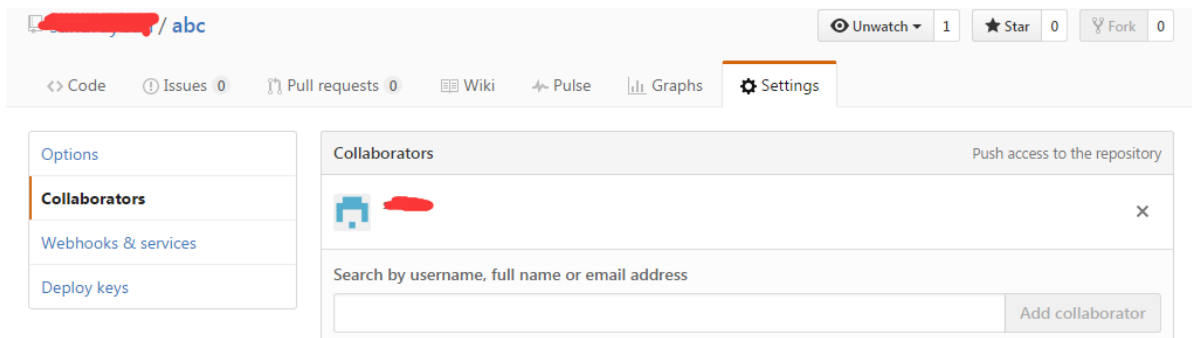 / abc
Unwatch 1 Star 0 Fork 0
Code Issues 0 Pull requests 0 Wiki Pulse Graphs Settings
Options
Collaborators
Webhooks & services
Deploy keys
Collaborators Push access to the repository
Search by username, full name or email address
Add collaborator